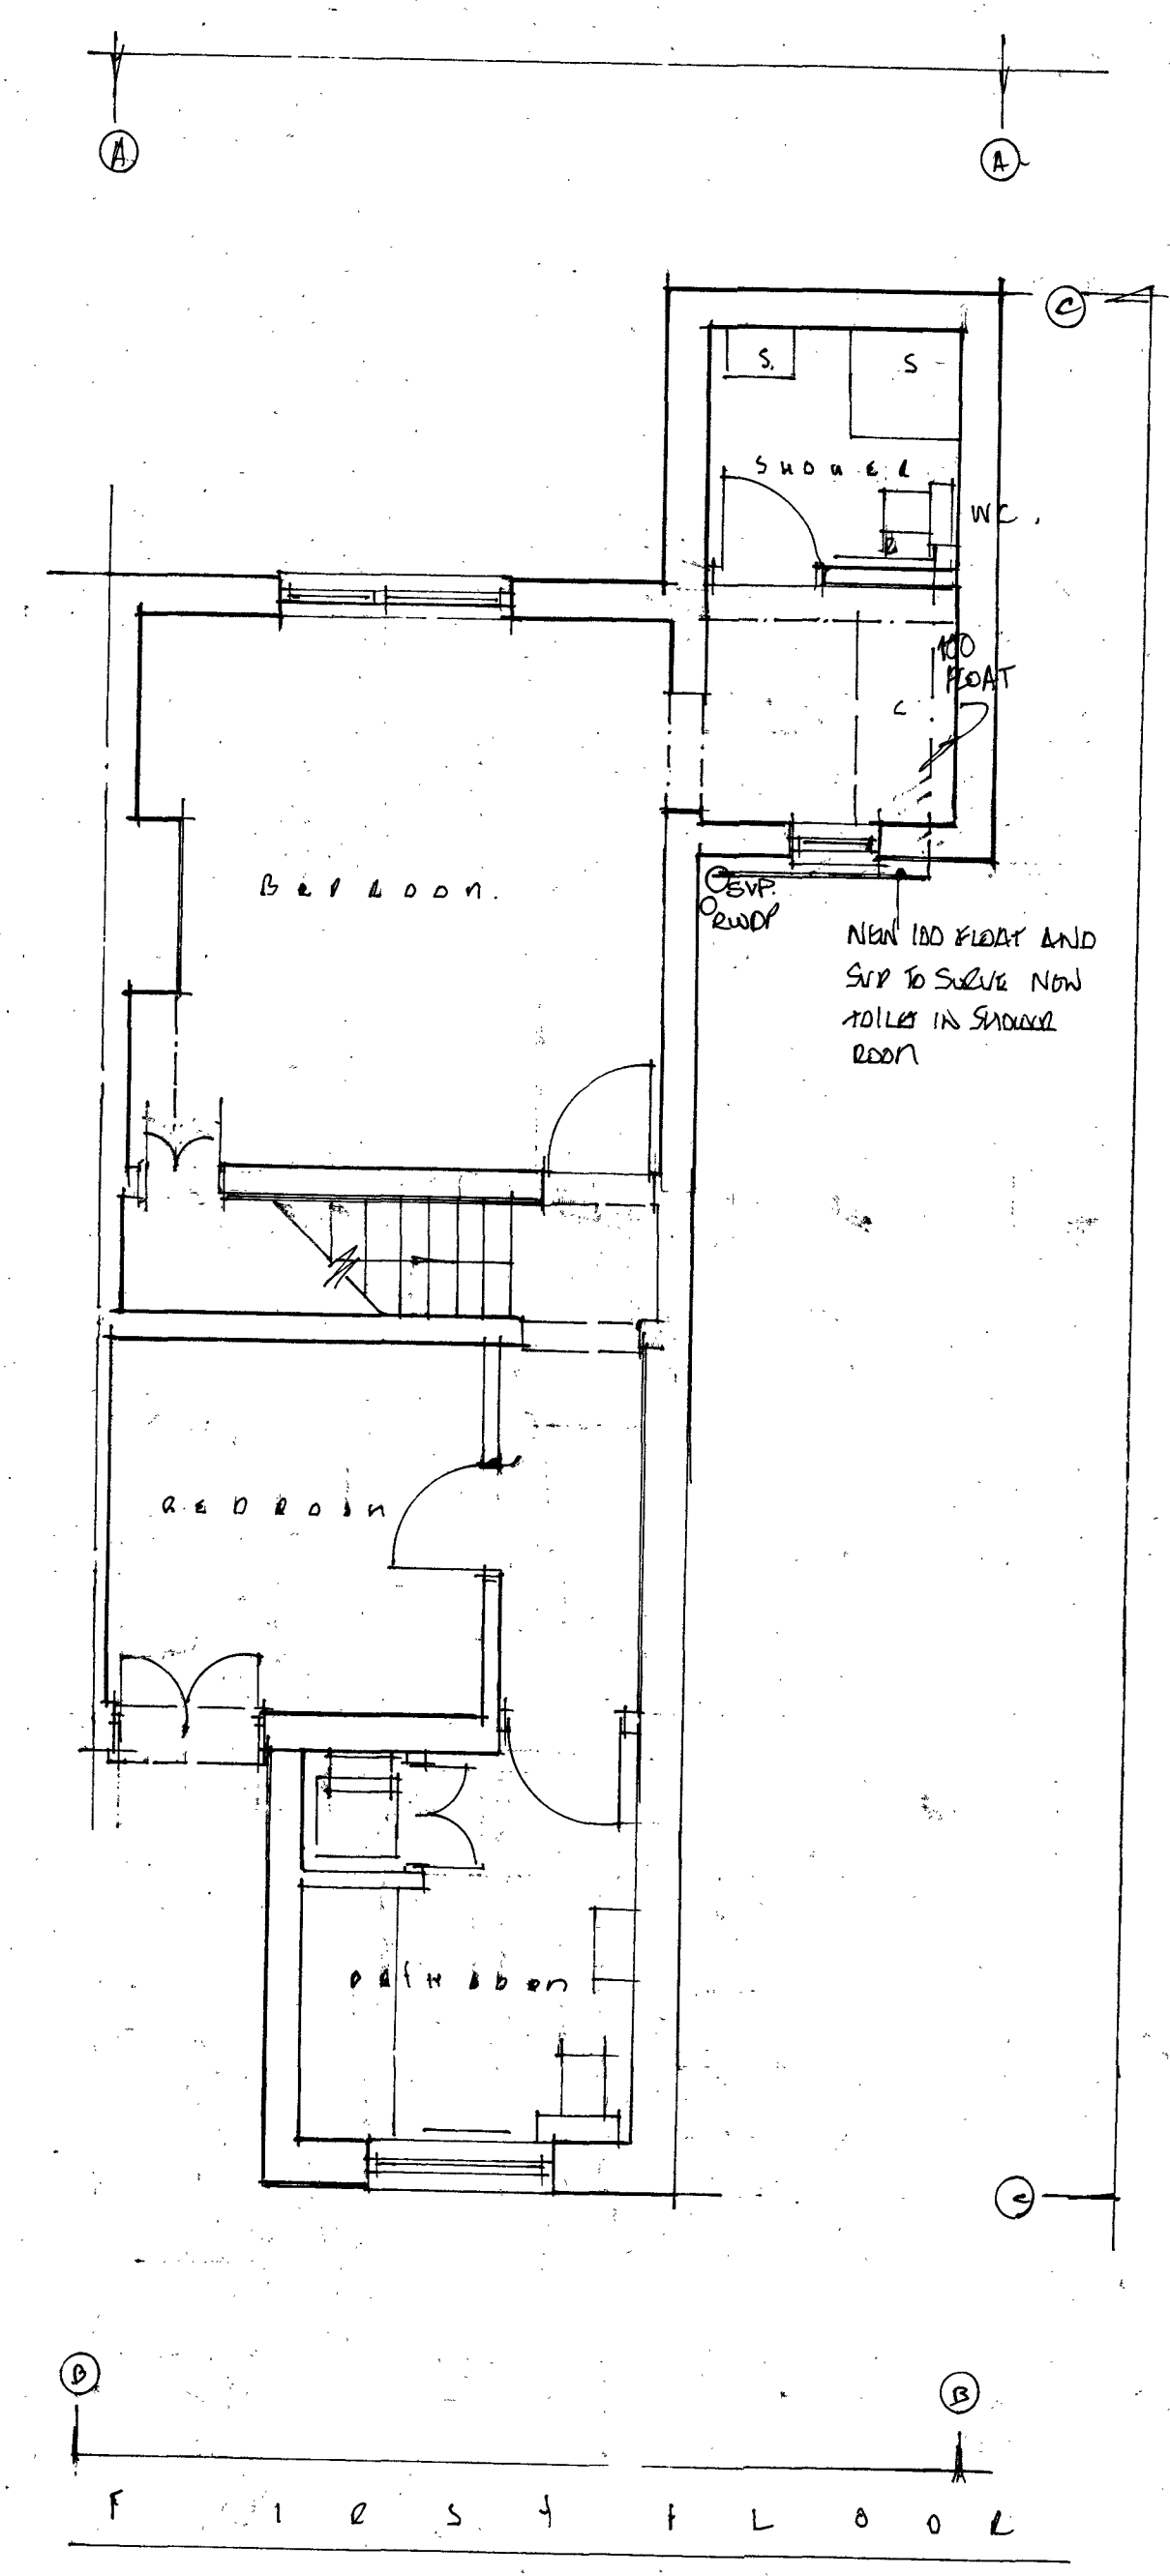 A
A
C
S.
S
SHOWER
WC.
100
FLOAT
C
BEDROOM.
SVP.
RWDP
NEW 100 FLOAT AND
SVP TO SERVE NEW
TOILET IN SHOWER
ROOM
BEDROOM
BATHROOM
C
B
B
FIRST FLOOR